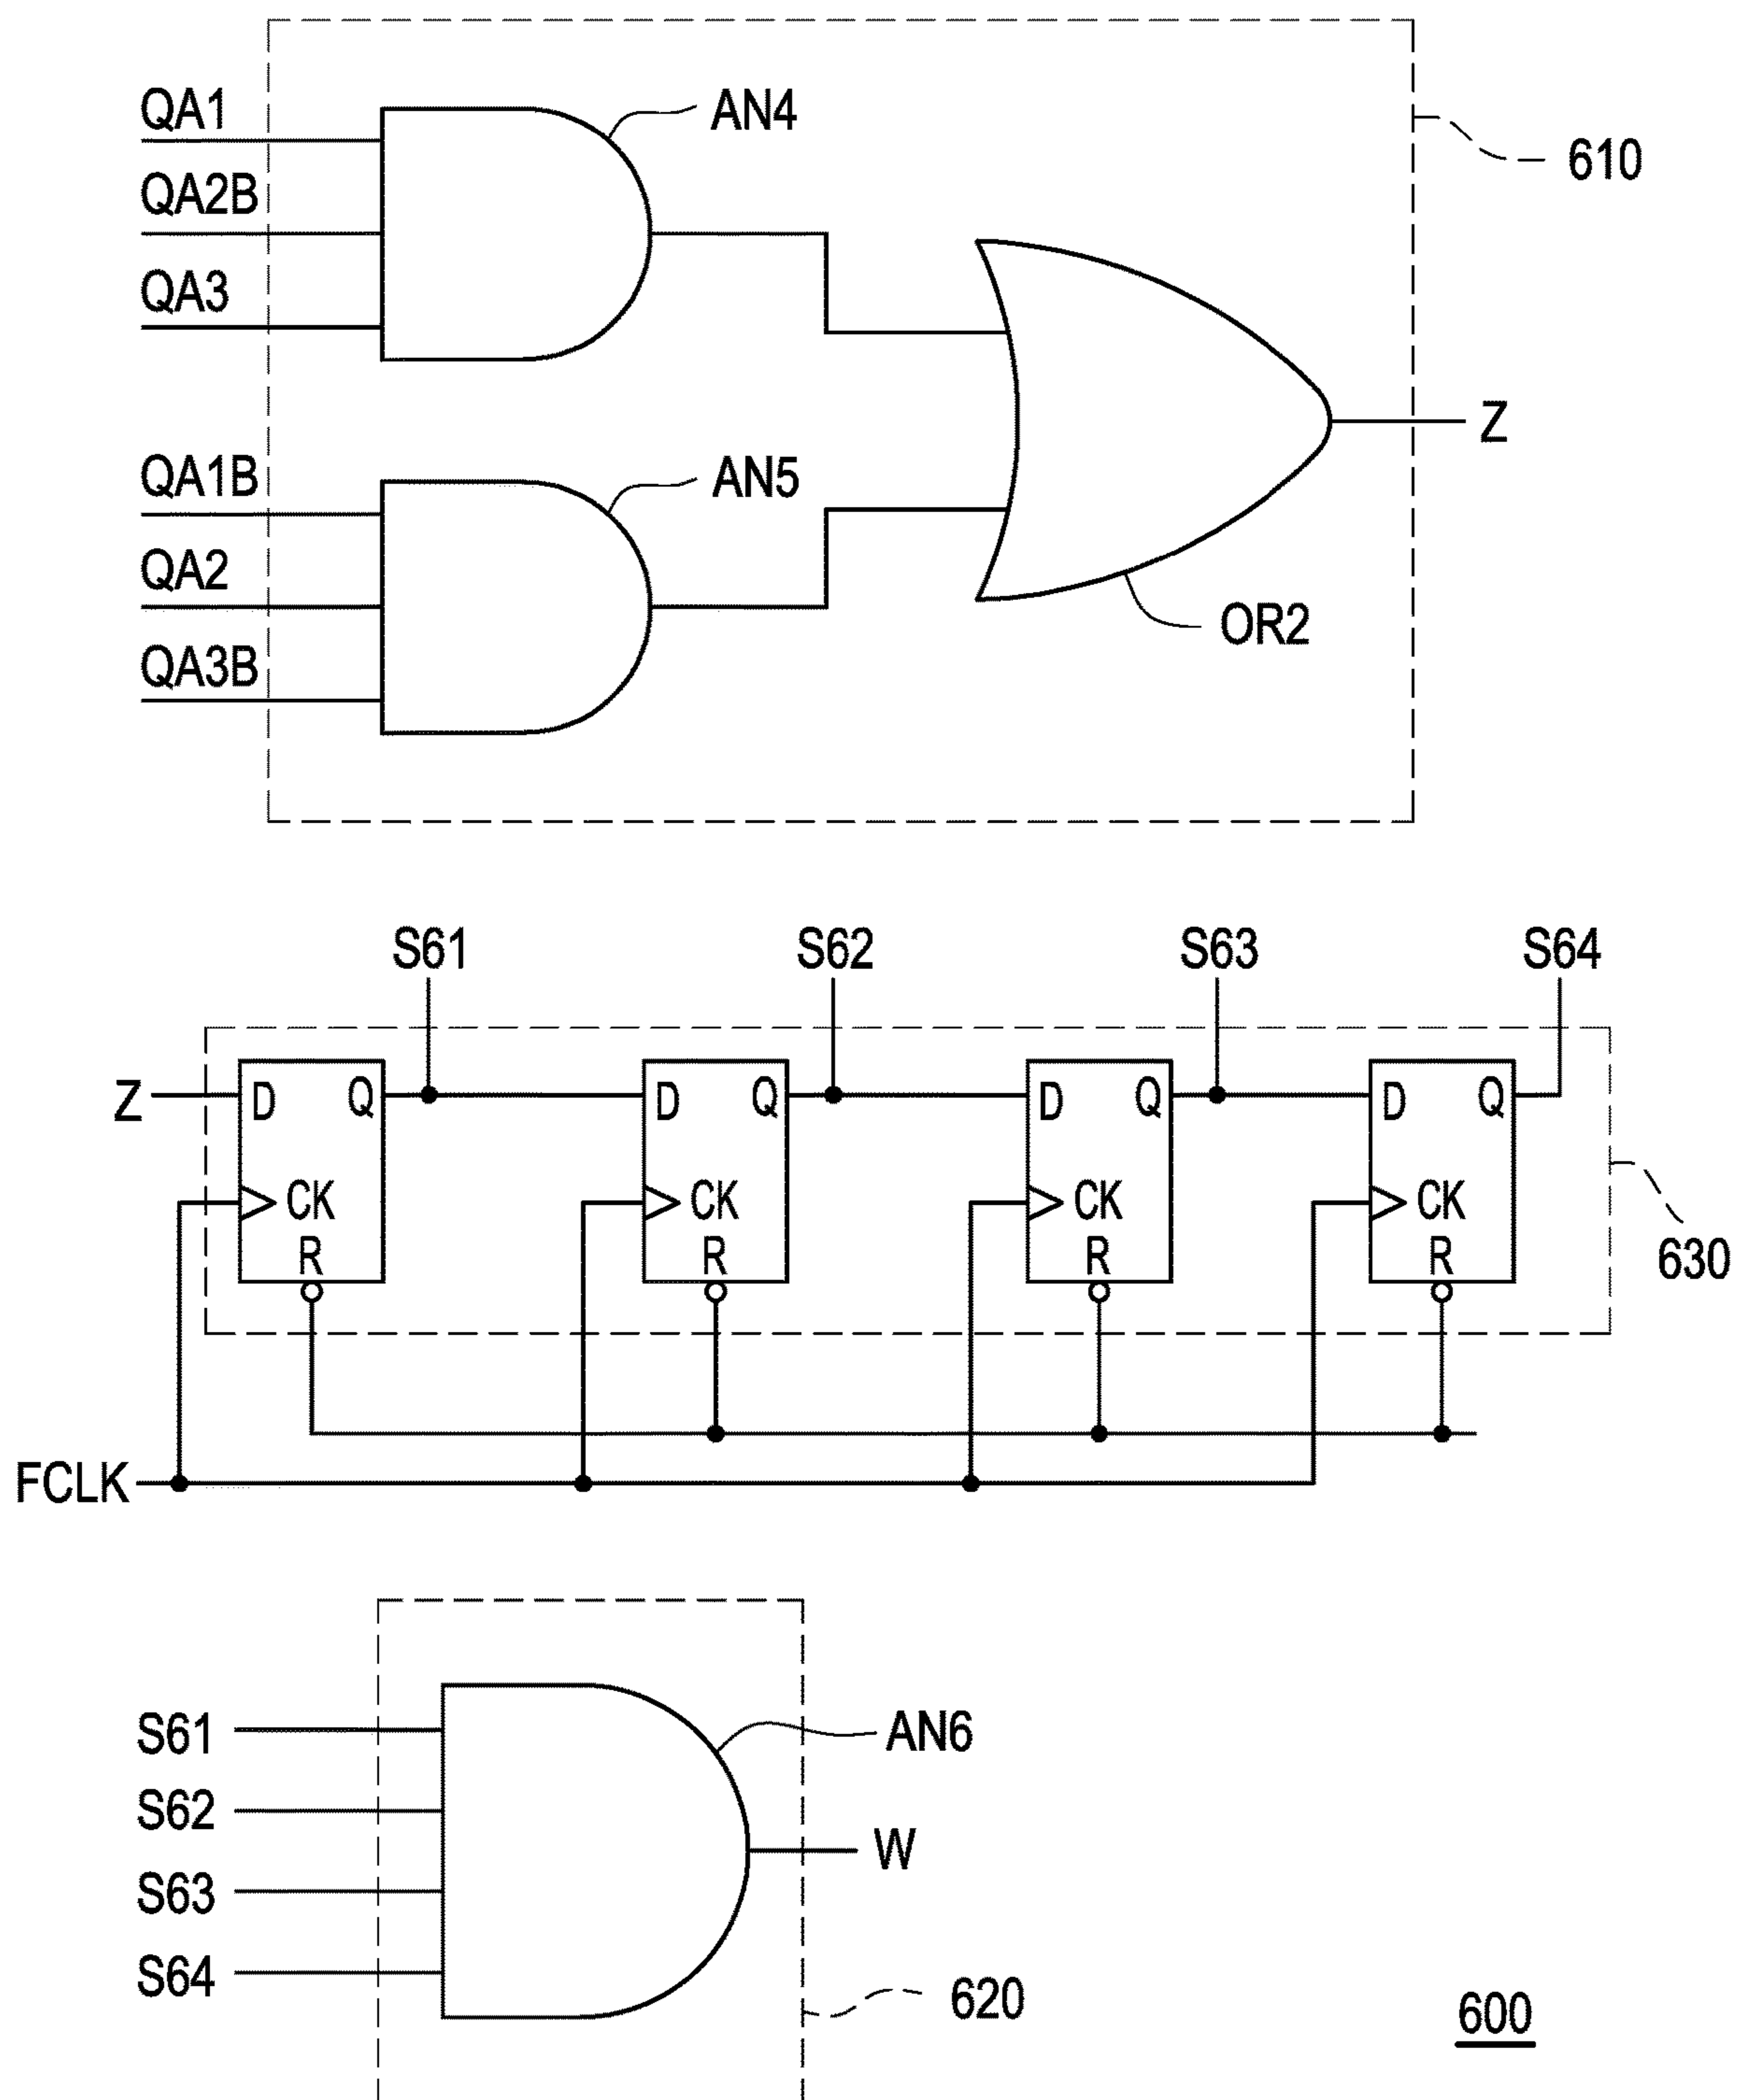 QA1
AN4
610
QA2B
QA3
Z
QA1B
AN5
QA2
OR2
QA3B
S61
S62
S63
S64
Z
D
Q
D
Q
D
Q
D
Q
CK
CK
CK
CK
R
R
R
R
630
FCLK
S61
AN6
S62
W
S63
S64
620
600